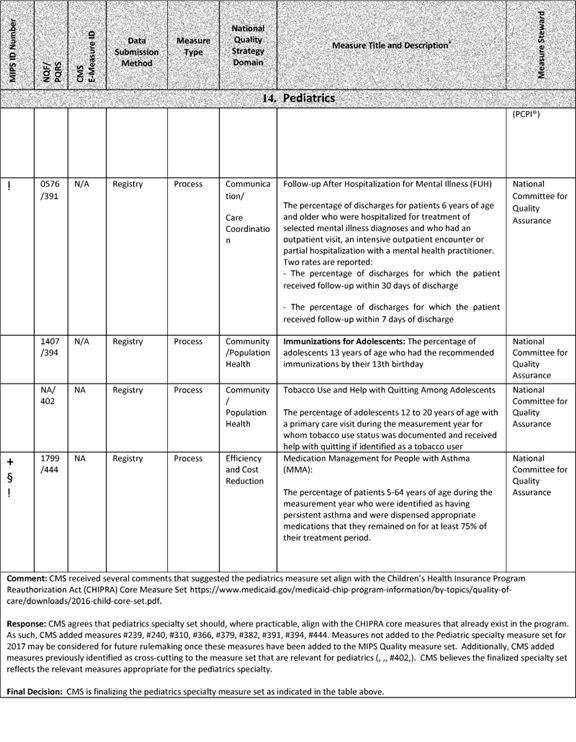 MIPS ID Number
NQF/
PQRS
CMS
E-Measure ID
Data
Submission
Method
Measure
Type
National
Quality
Strategy
Domain
Measure Title and Description¥
Measure Steward
14. Pediatrics
(PCPI®)
!
0576
/391
N/A
Registry
Process
Communica
tion/
Care
Coordinatio
n
Follow-up After Hospitalization for Mental Illness (FUH)
The percentage of discharges for patients 6 years of age
and older who were hospitalized for treatment of
selected mental illness diagnoses and who had an
outpatient visit, an intensive outpatient encounter or
partial hospitalization with a mental health practitioner.
Two rates are reported:
- The percentage of discharges for which the patient
received follow-up within 30 days of discharge
- The percentage of discharges for which the patient
received follow-up within 7 days of discharge
National
Committee for
Quality
Assurance
1407
/394
N/A
Registry
Process
Community
/Population
Health
Immunizations for Adolescents: The percentage of
adolescents 13 years of age who had the recommended
immunizations by their 13th birthday
National
Committee for
Quality
Assurance
NA/
402
NA
Registry
Process
Community
/
Population
Health
Tobacco Use and Help with Quitting Among Adolescents
The percentage of adolescents 12 to 20 years of age with
a primary care visit during the measurement year for
whom tobacco use status was documented and received
help with quitting if identified as a tobacco user
National
Committee for
Quality
Assurance
+
§
!
1799
/444
NA
Registry
Process
Efficiency
and Cost
Reduction
Medication Management for People with Asthma
(MMA):
The percentage of patients 5-64 years of age during the
measurement year who were identified as having
persistent asthma and were dispensed appropriate
medications that they remained on for at least 75% of
their treatment period.
National
Committee for
Quality
Assurance
Comment: CMS received several comments that suggested the pediatrics measure set align with the Children's Health Insurance Program
Reauthorization Act (CHIPRA) Core Measure Set https://www.medicaid.gov/medicaid-chip-program-information/by-topics/quality-of-
care/downloads/2016-child-core-set.pdf.
Response: CMS agrees that pediatrics specialty set should, where practicable, align with the CHIPRA core measures that already exist in the program.
As such, CMS added measures #239, #240, #310, #366, #379, #382, #391, #394, #444. Measures not added to the Pediatric specialty measure set for
2017 may be considered for future rulemaking once these measures have been added to the MIPS Quality measure set. Additionally, CMS added
measures previously identified as cross-cutting to the measure set that are relevant for pediatrics (, ,, #402,). CMS believes the finalized specialty set
reflects the relevant measures appropriate for the pediatrics specialty.
Final Decision: CMS is finalizing the pediatrics specialty measure set as indicated in the table above.